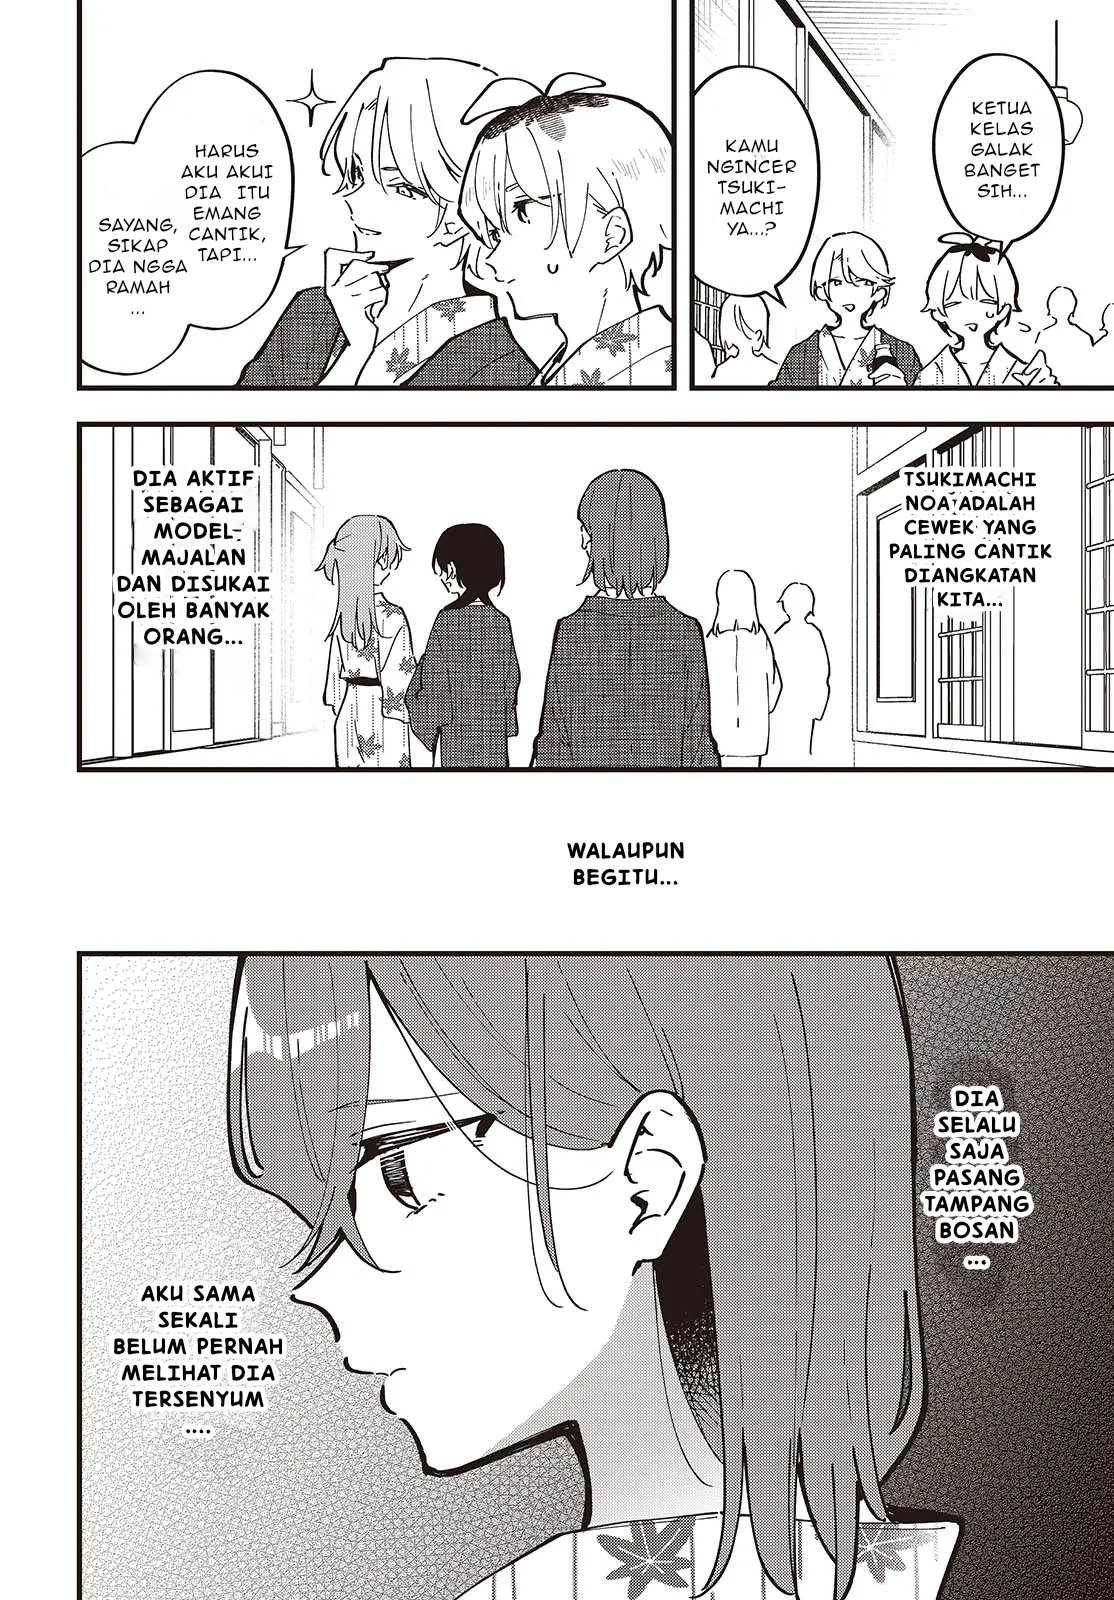 KETUA
KELAS
GALAK
BANGET
SIH...
KAMU
NGINCER
TSUKI-
MACHI
YA...?
HARUS
AKU AKUI
DIA ITU
EMANG
CANTIK,
TAPI...
SAYANG,
SIKAP
DIA NGGA
RAMAH
...
TSUKIMACHI
NOA ADALAH
CEWEK YANG
PALING CANTIK
DIANGKATAN
KITA...
DIA AKTIF
SEBAGAI
MODEL
MAJALAN
DAN DISUKAI
OLEH BANYAK
ORANG...
WALAUPUN
BEGITU...
DIA
SELALU
SAJA
PASANG
TAMPANG
BOSAN
...
AKU SAMA
SEKALI
BELUM PERNAH
MELIHAT DIA
TERSENYUM
....